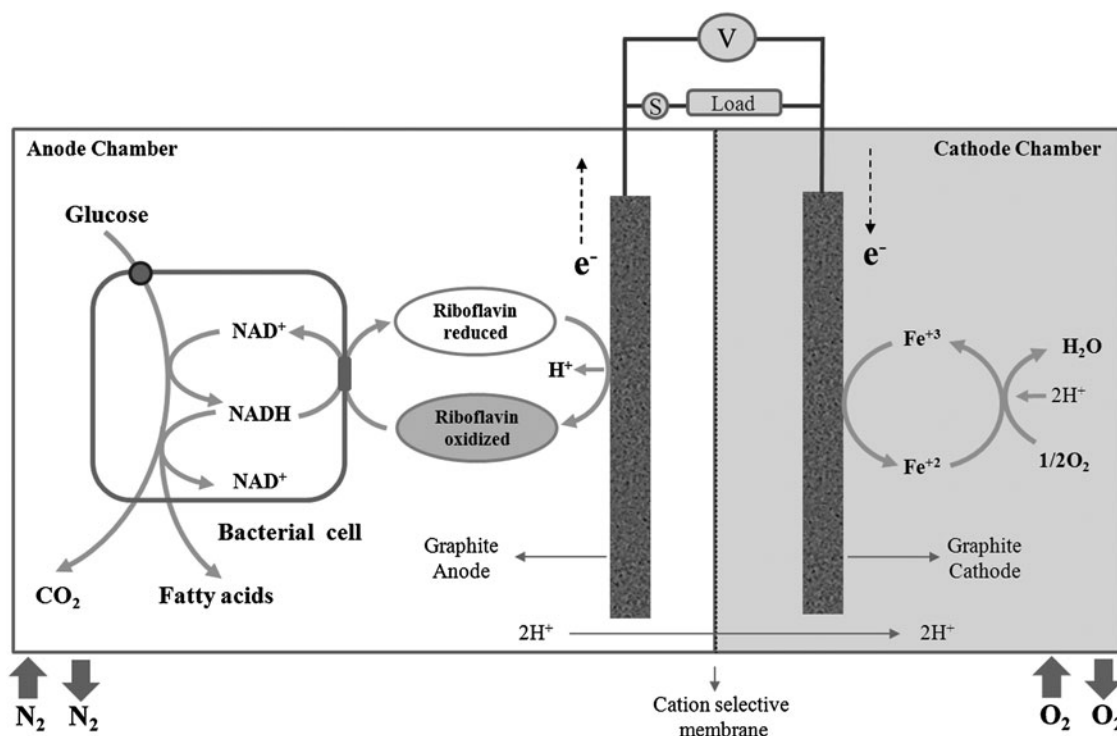 V
S
Load
Anode Chamber
Cathode Chamber
Glucose
e⁻
e⁻
Riboflavin
reduced
NAD⁺
Fe⁺³
H₂O
H⁺
2H⁺
NADH
Riboflavin
oxidized
1/2O₂
NAD⁺
Fe⁺²
Bacterial cell
Graphite
Anode
Graphite
Cathode
CO₂
Fatty acids
2H⁺
2H⁺
N₂
N₂
Cation selective
membrane
O₂
O₂